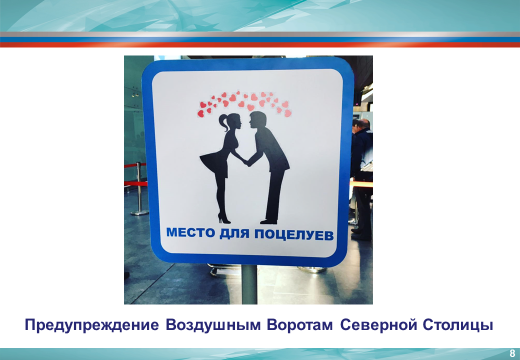 МЕСТО ДЛЯ ПОЦЕЛУЕВ
Предупреждение Воздушным Воротам Северной Столицы
8